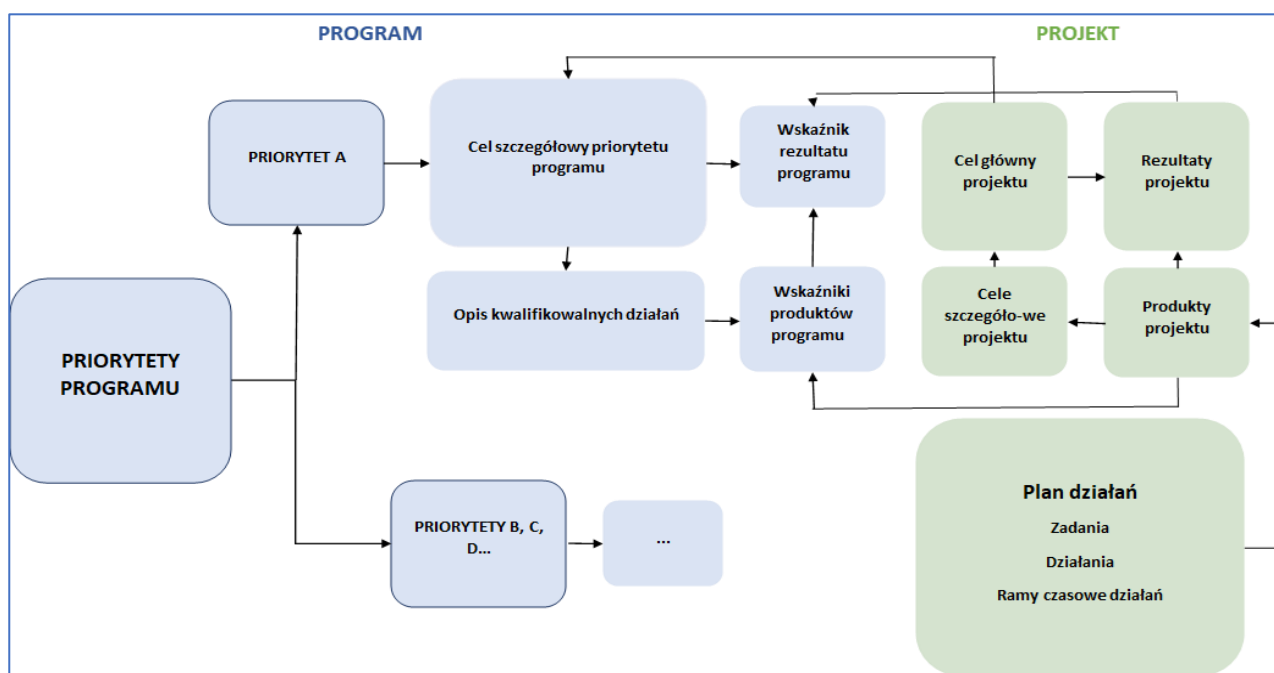 PROGRAM
PROJEKT
PRIORYTET A
Cel szczegółowy priorytetu
programu
Wskaźnik
rezultatu
programu
Cel główny
projektu
Rezultaty
projektu
Opis kwalifikowalnych działań
Wskaźniki
produktów
programu
Cele
szczegóło-we
projektu
Produkty
projektu
PRIORYTETY
PROGRAMU
PRIORYTETY B, C,
D...
...
Plan działań
Zadania
Działania
Ramy czasowe działań